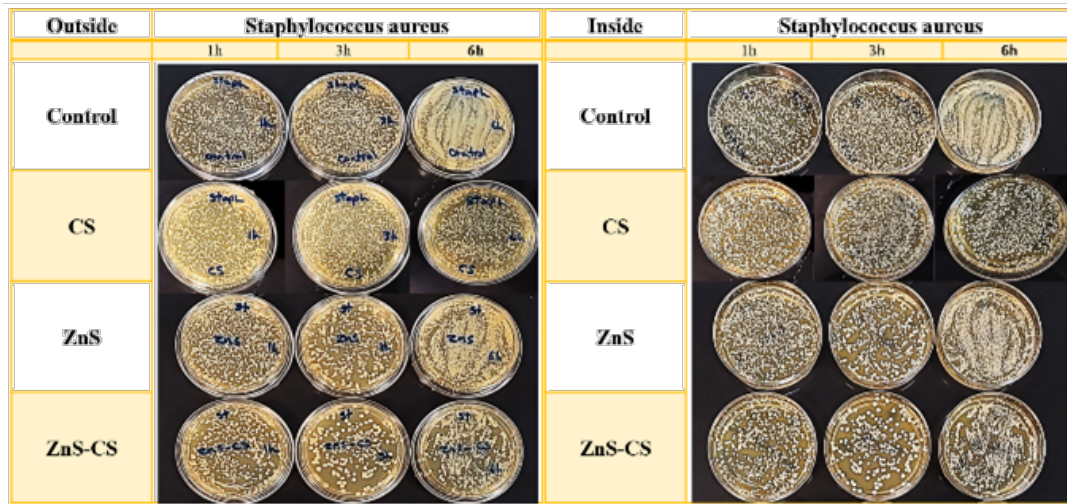 Outside Staphylococcus aureus Inside Staphylococcus aureus
1h 3h 6h 1h 3h 6h
Control Control
staph staph staph
1h 3h
control control control
CS CS
staph staph staph
1h 3h 6h
CS CS CS
ZnS ZnS
st st st
ZnS ZnS ZnS
1h 6h
ZnS-CS ZnS-CS
st st st
ZnS-CS ZnS-CS ZnS-CS
1h 3h 6h